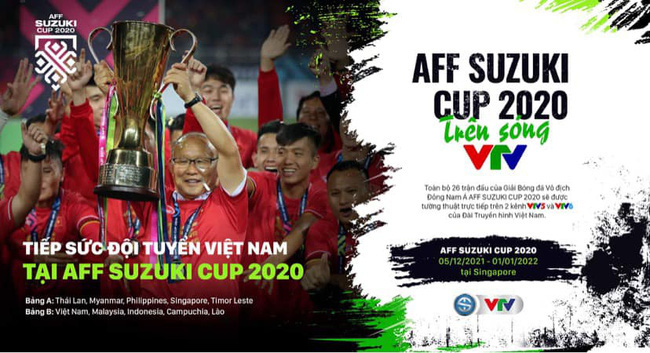 AFF
SUZUKI
CUP 2020
TIẾP SỨC ĐỘI TUYỂN VIỆT NAM
TẠI AFF SUZUKI CUP 2020
Bảng A: Thái Lan, Myanmar, Philippines, Singapore, Timor Leste
Bảng B: Việt Nam, Malaysia, Indonesia, Campuchia, Lào
AFF SUZUKI
CUP 2020
Trên sóng
VTV
Toàn bộ 26 trận đấu của Giải Bóng đá Vô địch
Đông Nam Á AFF SUZUKI CUP 2020 sẽ được
tường thuật trực tiếp trên 2 kênh VTV5 và VTV6
của Đài Truyền hình Việt Nam.
AFF SUZUKI CUP 2020
05/12/2021 - 01/01/2022
tại Singapore
VTV